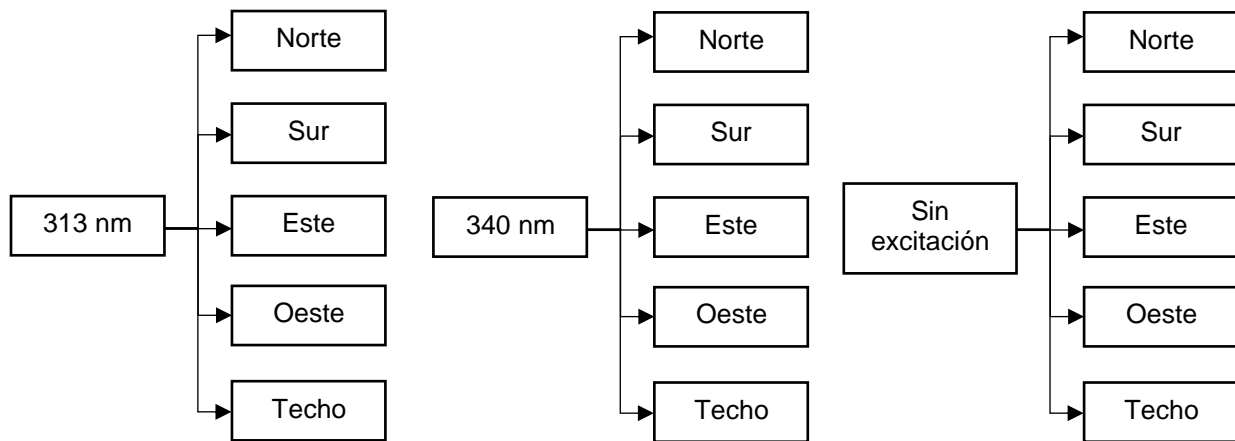 313 nm
Norte
Sur
Este
Oeste
Techo
340 nm
Norte
Sur
Este
Oeste
Techo
Sin
excitación
Norte
Sur
Este
Oeste
Techo